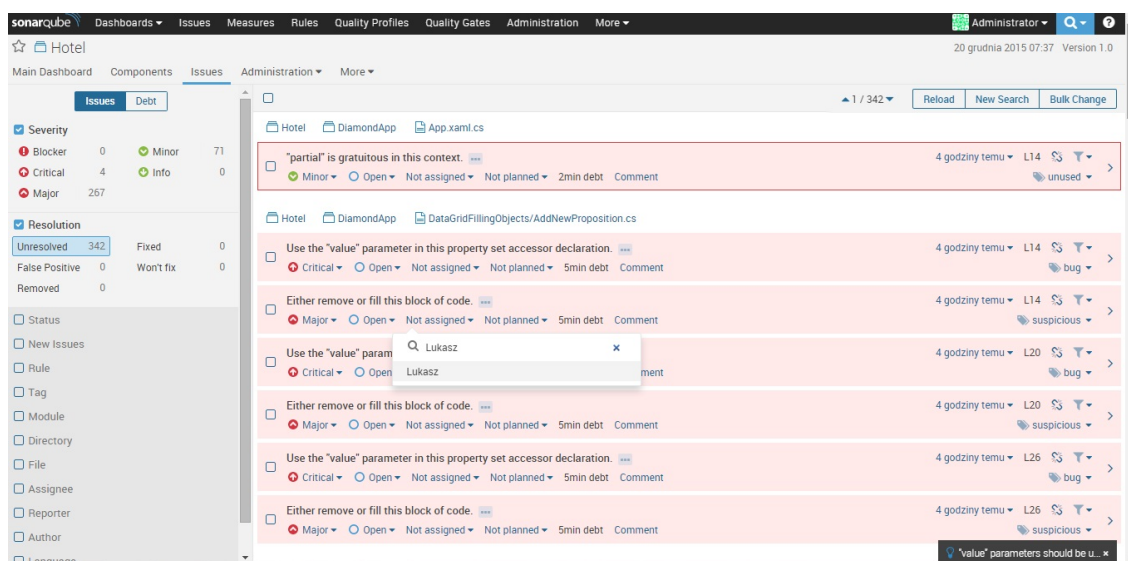 sonarqube Dashboards Issues Measures Rules Quality Profiles Quality Gates Administration More Administrator
Hotel 20 grudnia 2015 07:37 Version 1.0
Main Dashboard Components Issues Administration More
Issues Debt 1 / 342 Reload New Search Bulk Change
Severity
Blocker 0 Minor 71
Critical 4 Info 0
Major 267
Resolution
Unresolved 342 Fixed 0
False Positive 0 Won't fix 0
Removed 0
Status
New Issues
Rule
Tag
Module
Directory
File
Assignee
Reporter
Author
Language
Hotel DiamondApp App.xaml.cs
"partial" is gratuitous in this context. 4 godziny temu L14
Minor Open Not assigned Not planned 2min debt Comment unused
Hotel DiamondApp DataGridFillingObjects/AddNewProposition.cs
Use the "value" parameter in this property set accessor declaration. 4 godziny temu L14
Critical Open Not assigned Not planned 5min debt Comment bug
Either remove or fill this block of code. 4 godziny temu L14
Major Open Not assigned Not planned 5min debt Comment suspicious
Lukasz
Lukasz
Use the "value" param 4 godziny temu L20
Critical Open ment bug
Either remove or fill this block of code. 4 godziny temu L20
Major Open Not assigned Not planned 5min debt Comment suspicious
Use the "value" parameter in this property set accessor declaration. 4 godziny temu L26
Critical Open Not assigned Not planned 5min debt Comment bug
Either remove or fill this block of code. 4 godziny temu L26
Major Open Not assigned Not planned 5min debt Comment suspicious
"value" parameters should be u...